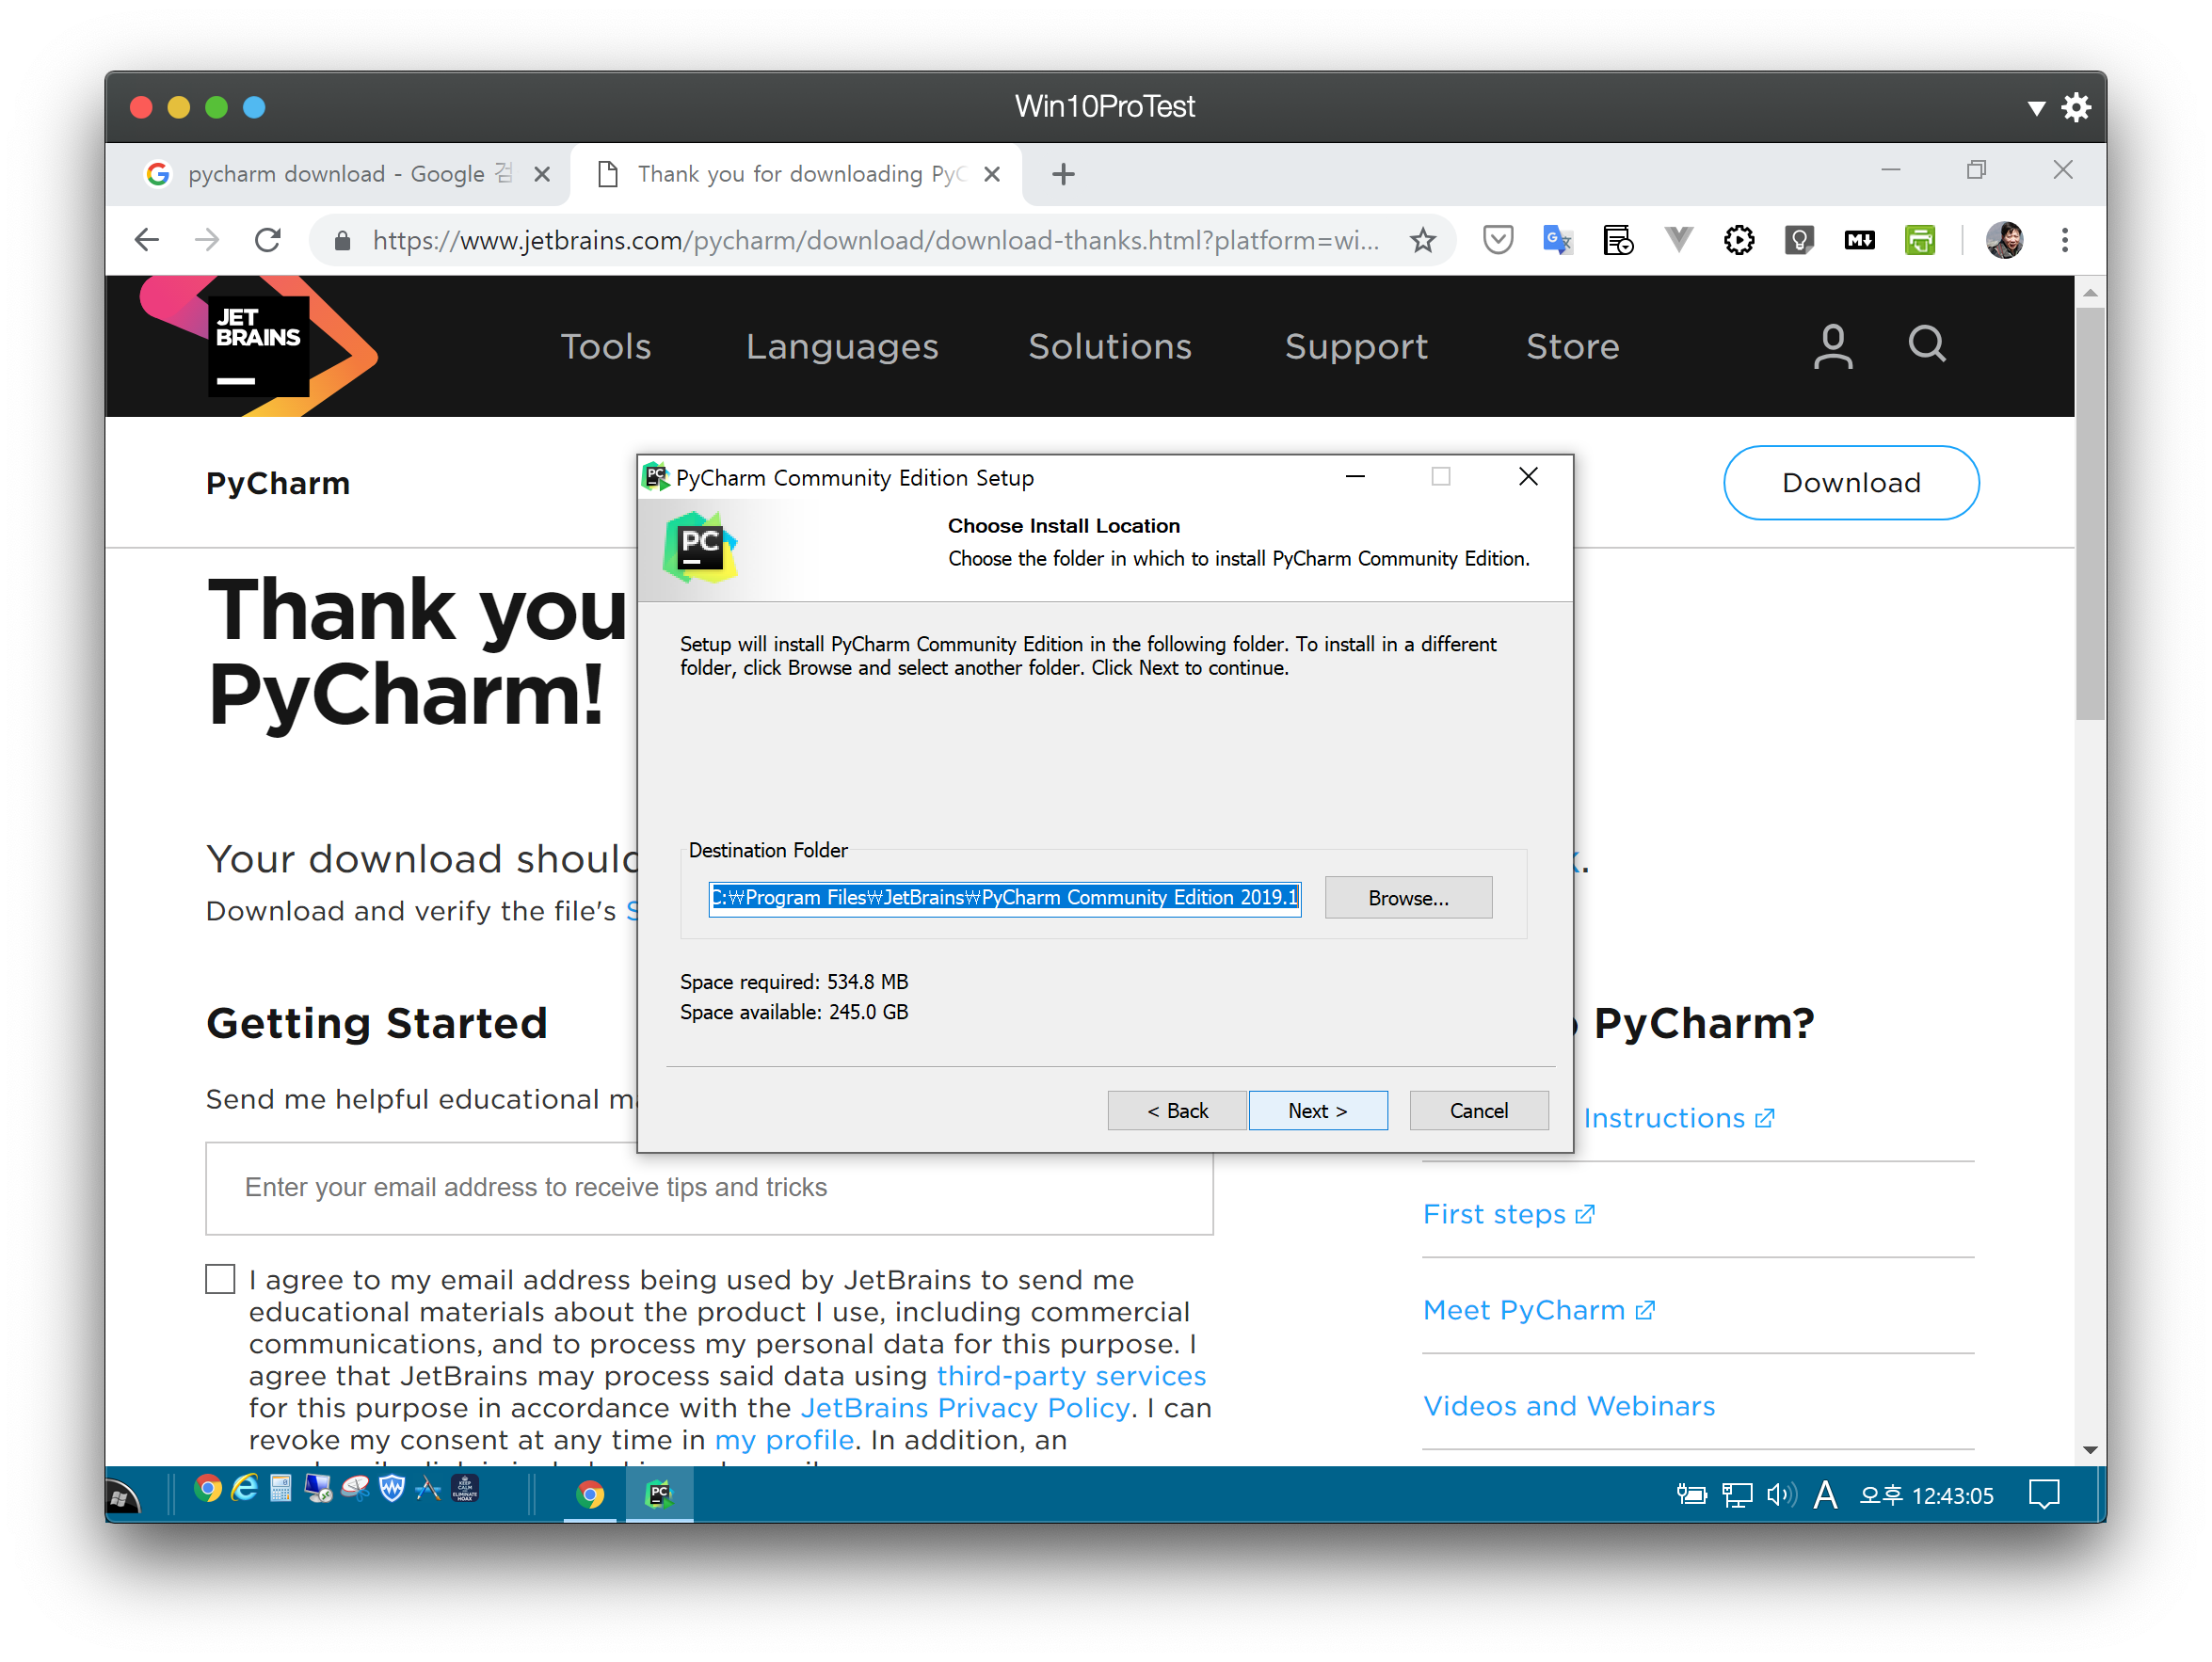 Win10ProTest
pycharm download - Google 검
Thank you for downloading PyC
https://www.jetbrains.com/pycharm/download/download-thanks.html?platform=wi...
JET
BRAINS
Tools Languages Solutions Support Store
PyCharm
Download
Thank you
PyCharm!
Your download should
Download and verify the file's S
PyCharm Community Edition Setup
PC
Choose Install Location
Choose the folder in which to install PyCharm Community Edition.
Setup will install PyCharm Community Edition in the following folder. To install in a different
folder, click Browse and select another folder. Click Next to continue.
Destination Folder
C:₩Program Files₩JetBrains₩PyCharm Community Edition 2019.1
Browse...
Space required: 534.8 MB
Space available: 245.0 GB
< Back
Next >
Cancel
Getting Started
Send me helpful educational ma
Enter your email address to receive tips and tricks
I agree to my email address being used by JetBrains to send me
educational materials about the product I use, including commercial
communications, and to process my personal data for this purpose. I
agree that JetBrains may process said data using third-party services
for this purpose in accordance with the JetBrains Privacy Policy. I can
revoke my consent at any time in my profile. In addition, an
PyCharm?
Instructions
First steps
Meet PyCharm
Videos and Webinars
A
오후 12:43:05